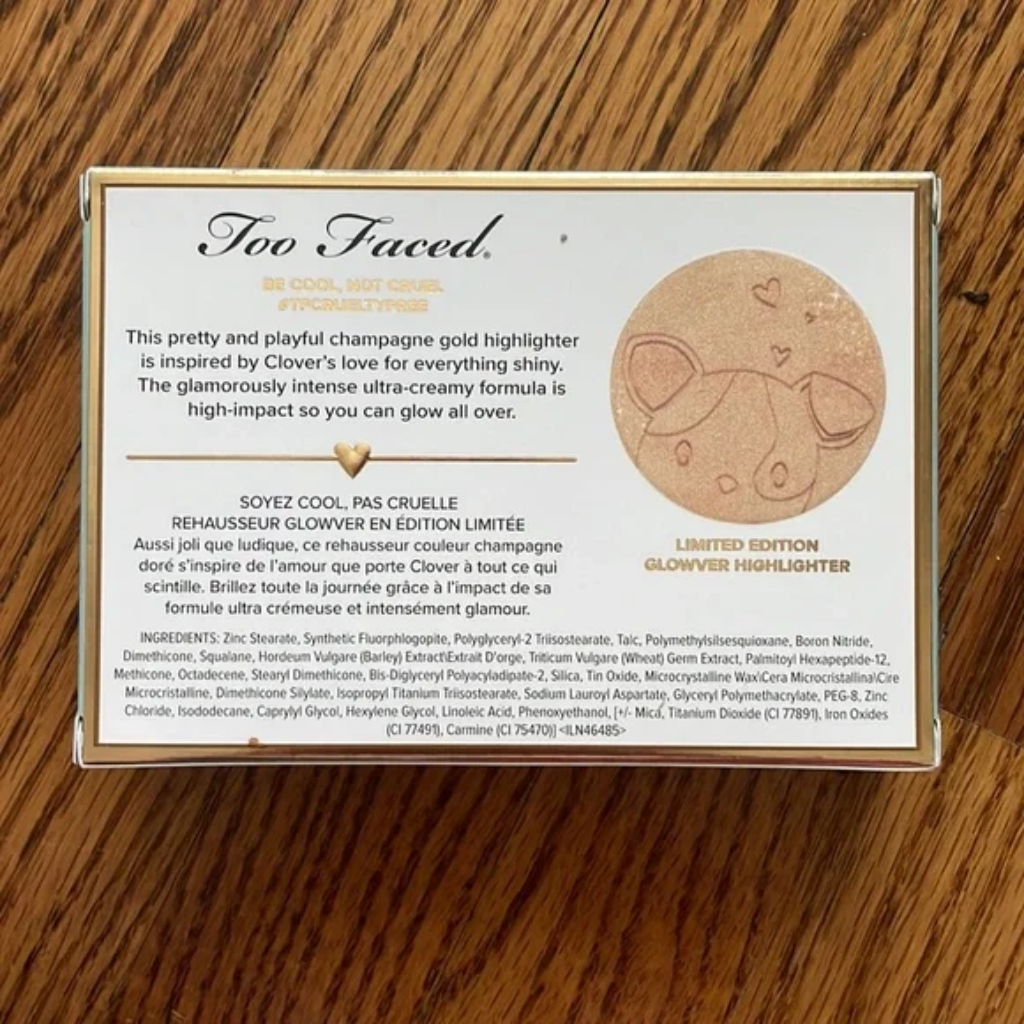 Too Faced.
BE COOL, NOT CRUEL.
#TFCRUELTYFREE
This pretty and playful champagne gold highlighter
is inspired by Clover's love for everything shiny.
The glamorously intense ultra-creamy formula is
high-impact so you can glow all over.
SOYEZ COOL, PAS CRUELLE
REHAUSSEUR GLOWVER EN ÉDITION LIMITÉE
Aussi joli que ludique, ce rehausseur couleur champagne
doré s'inspire de l'amour que porte Clover à tout ce qui
scintille. Brillez toute la journée grâce à l'impact de sa
formule ultra crémeuse et intensément glamour.
LIMITED EDITION
GLOWVER HIGHLIGHTER
INGREDIENTS: Zinc Stearate, Synthetic Fluorphlogopite, Polyglyceryl-2 Triisostearate, Talc, Polymethylsilsesquioxane, Boron Nitride,
Dimethicone, Squalane, Hordeum Vulgare (Barley) Extract\Extrait D'orge, Triticum Vulgare (Wheat) Germ Extract, Palmitoyl Hexapeptide-12,
Methicone, Octadecene, Stearyl Dimethicone, Bis-Diglyceryl Polyacyladipate-2, Silica, Tin Oxide, Microcrystalline Wax\Cera Microcristallina\Cire
Microcristalline, Dimethicone Silylate, Isopropyl Titanium Triisostearate, Sodium Lauroyl Aspartate, Glyceryl Polymethacrylate, PEG-8, Zinc
Chloride, Isododecane, Caprylyl Glycol, Hexylene Glycol, Linoleic Acid, Phenoxyethanol, [+/- Mica, Titanium Dioxide (CI 77891), Iron Oxides
(CI 77491), Carmine (CI 75470)] <ILN46485>